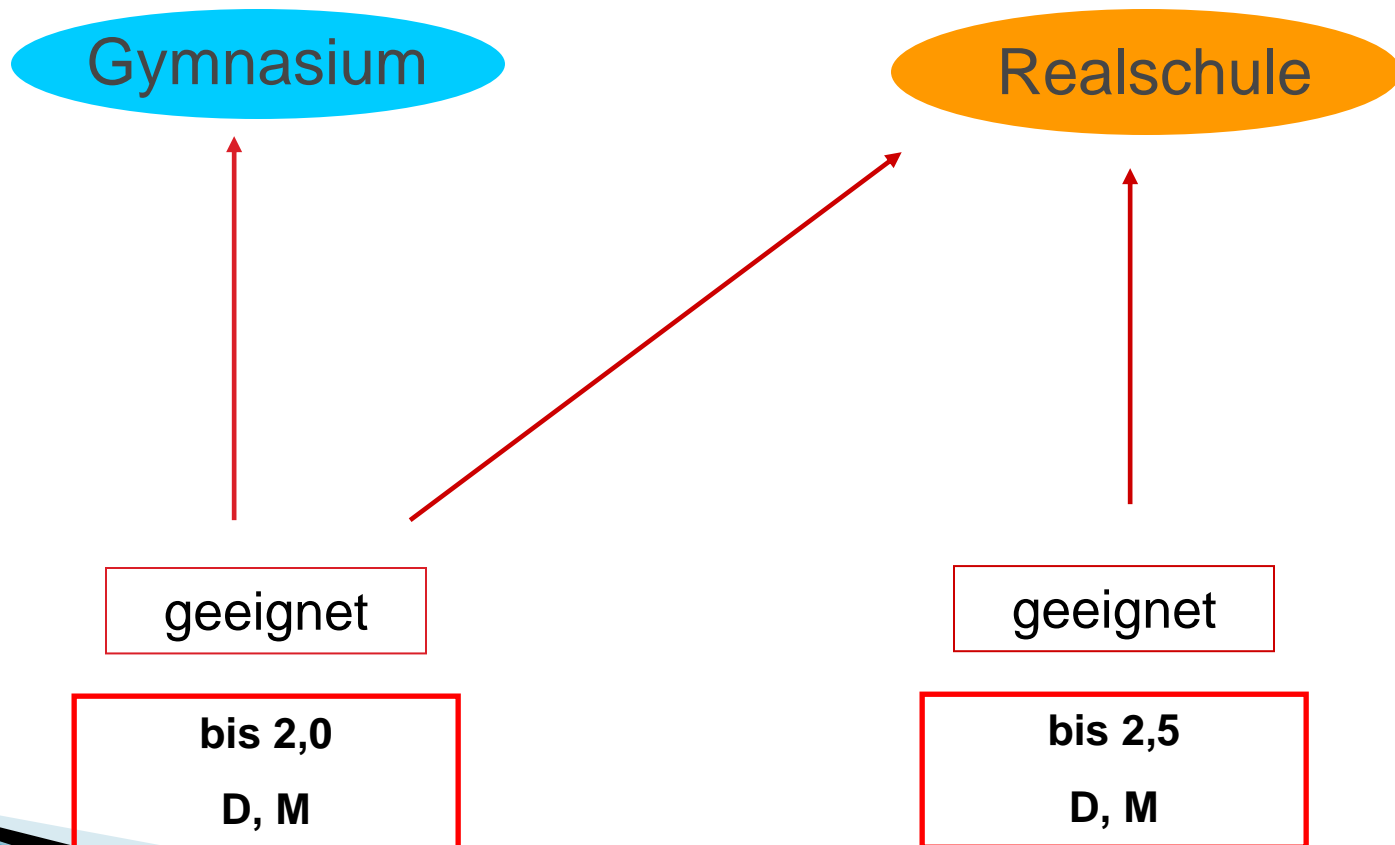 Gymnasium
Realschule
geeignet
geeignet
bis 2,0
D, M
bis 2,5
D, M